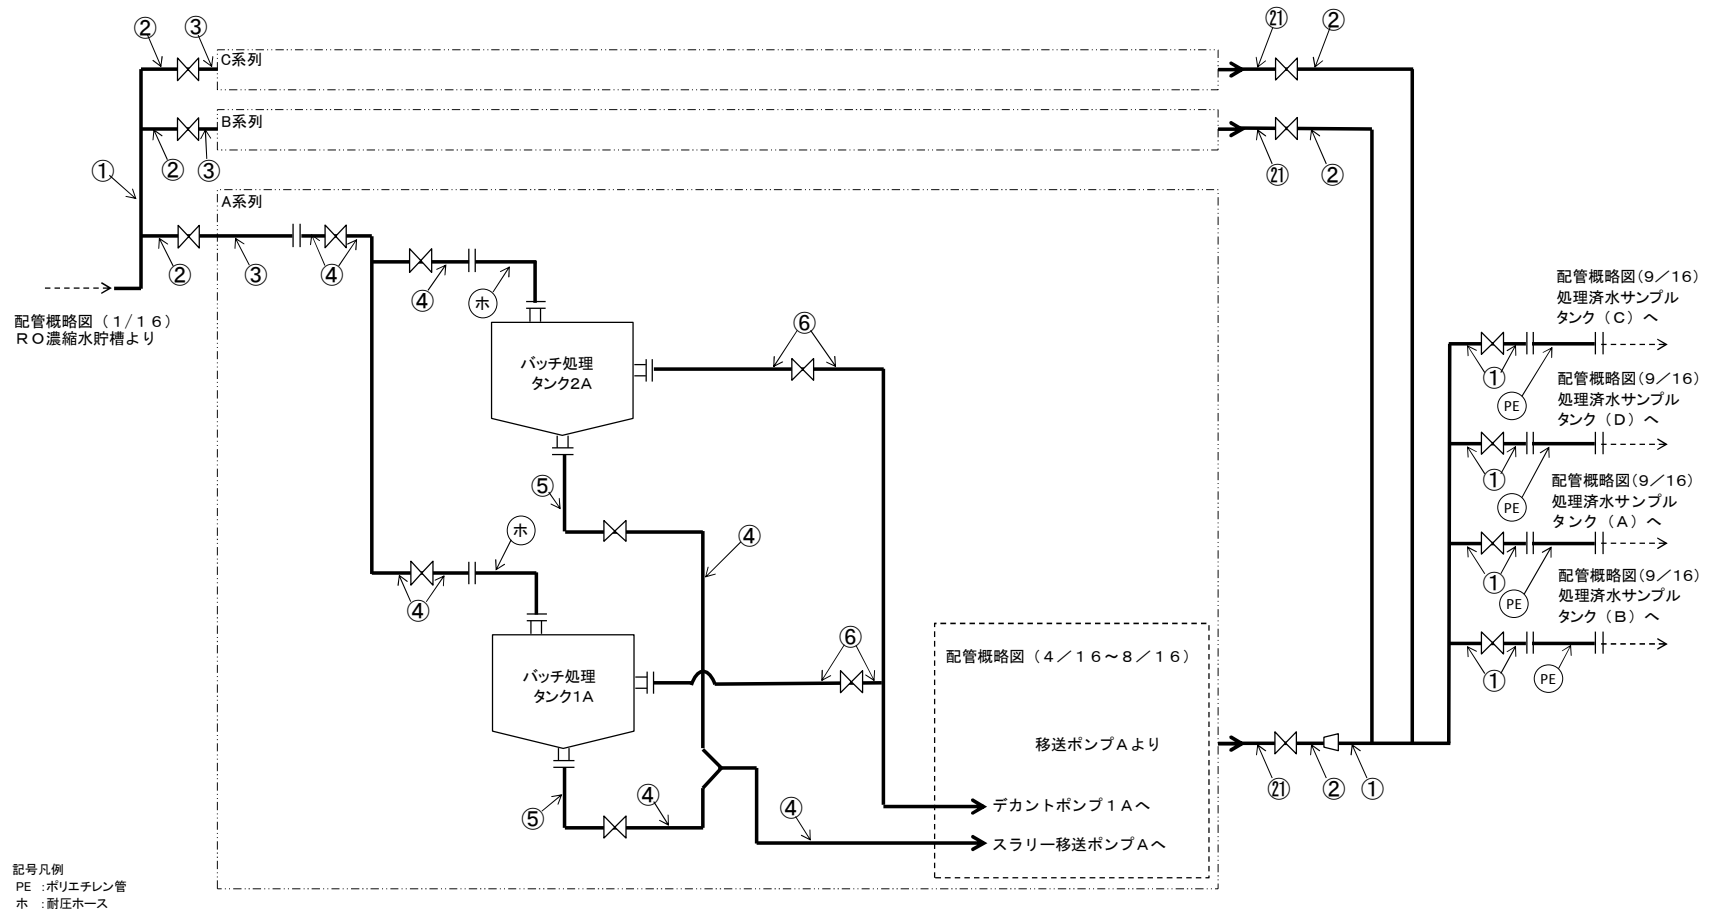 ② ③ ㉑ ②
C系列
B系列
② ③ ㉑ ②
①
A系列
② ③ ④ ④ ホ
配管概略図（１/１６）
ＲＯ濃縮水貯槽より
配管概略図(９／１６)
処理済水サンプル
タンク（Ｃ）へ
① PE
配管概略図(９／１６)
処理済水サンプル
タンク（Ｄ）へ
① PE
配管概略図(９／１６)
処理済水サンプル
タンク（Ａ）へ
① PE
配管概略図(９／１６)
処理済水サンプル
タンク（Ｂ）へ
① PE
⑥
バッチ処理
タンク2A
⑤ ④
ホ
④
⑥
バッチ処理
タンク1A
⑤ ④ ④
配管概略図（４／１６～８／１６）
移送ポンプＡより
デカントポンプ１Ａへ
スラリー移送ポンプＡへ
㉑ ② ①
記号凡例
PE ：ポリエチレン管
ホ ：耐圧ホース